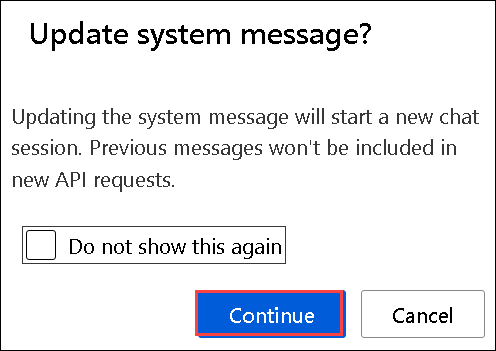 Update system message?
Updating the system message will start a new chat
session. Previous messages won't be included in
new API requests.
Do not show this again
Continue
Cancel